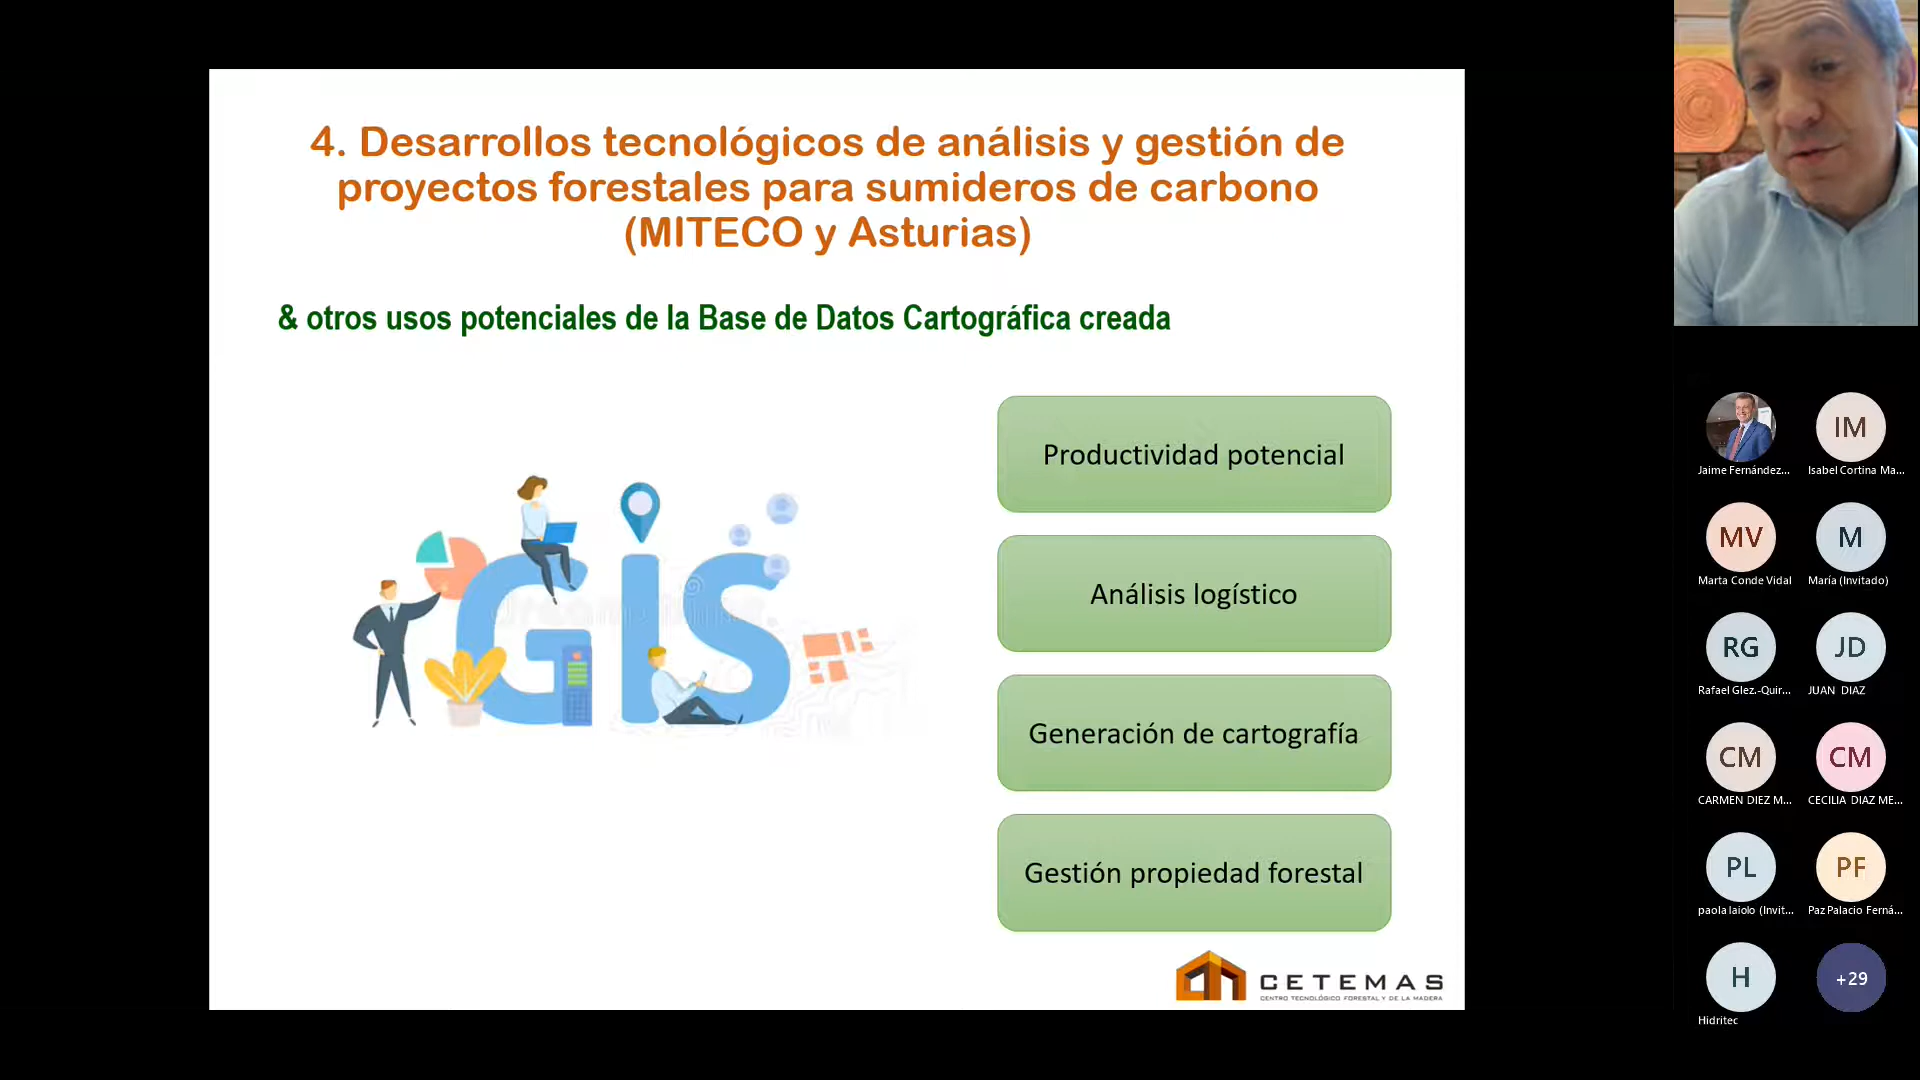 4. Desarrollos tecnológicos de análisis y gestión de
proyectos forestales para sumideros de carbono
(MITECO y Asturias)
& otros usos potenciales de la Base de Datos Cartográfica creada
GIS
Productividad potencial
Análisis logístico
Generación de cartografía
Gestión propiedad forestal
CETEMAS
CENTRO TECNOLÓGICO FORESTAL Y DE LA MADERA
Jaime Fernández...
IM
Isabel Cortina Ma...
MV
Marta Conde Vidal
M
María (Invitado)
RG
Rafael Glez.-Quir...
JD
JUAN DIAZ
CM
CARMEN DIEZ M...
CM
CECILIA DIAZ ME...
PL
paola laiolo (Invit...
PF
Paz Palacio Ferná...
H
Hidritec
+29